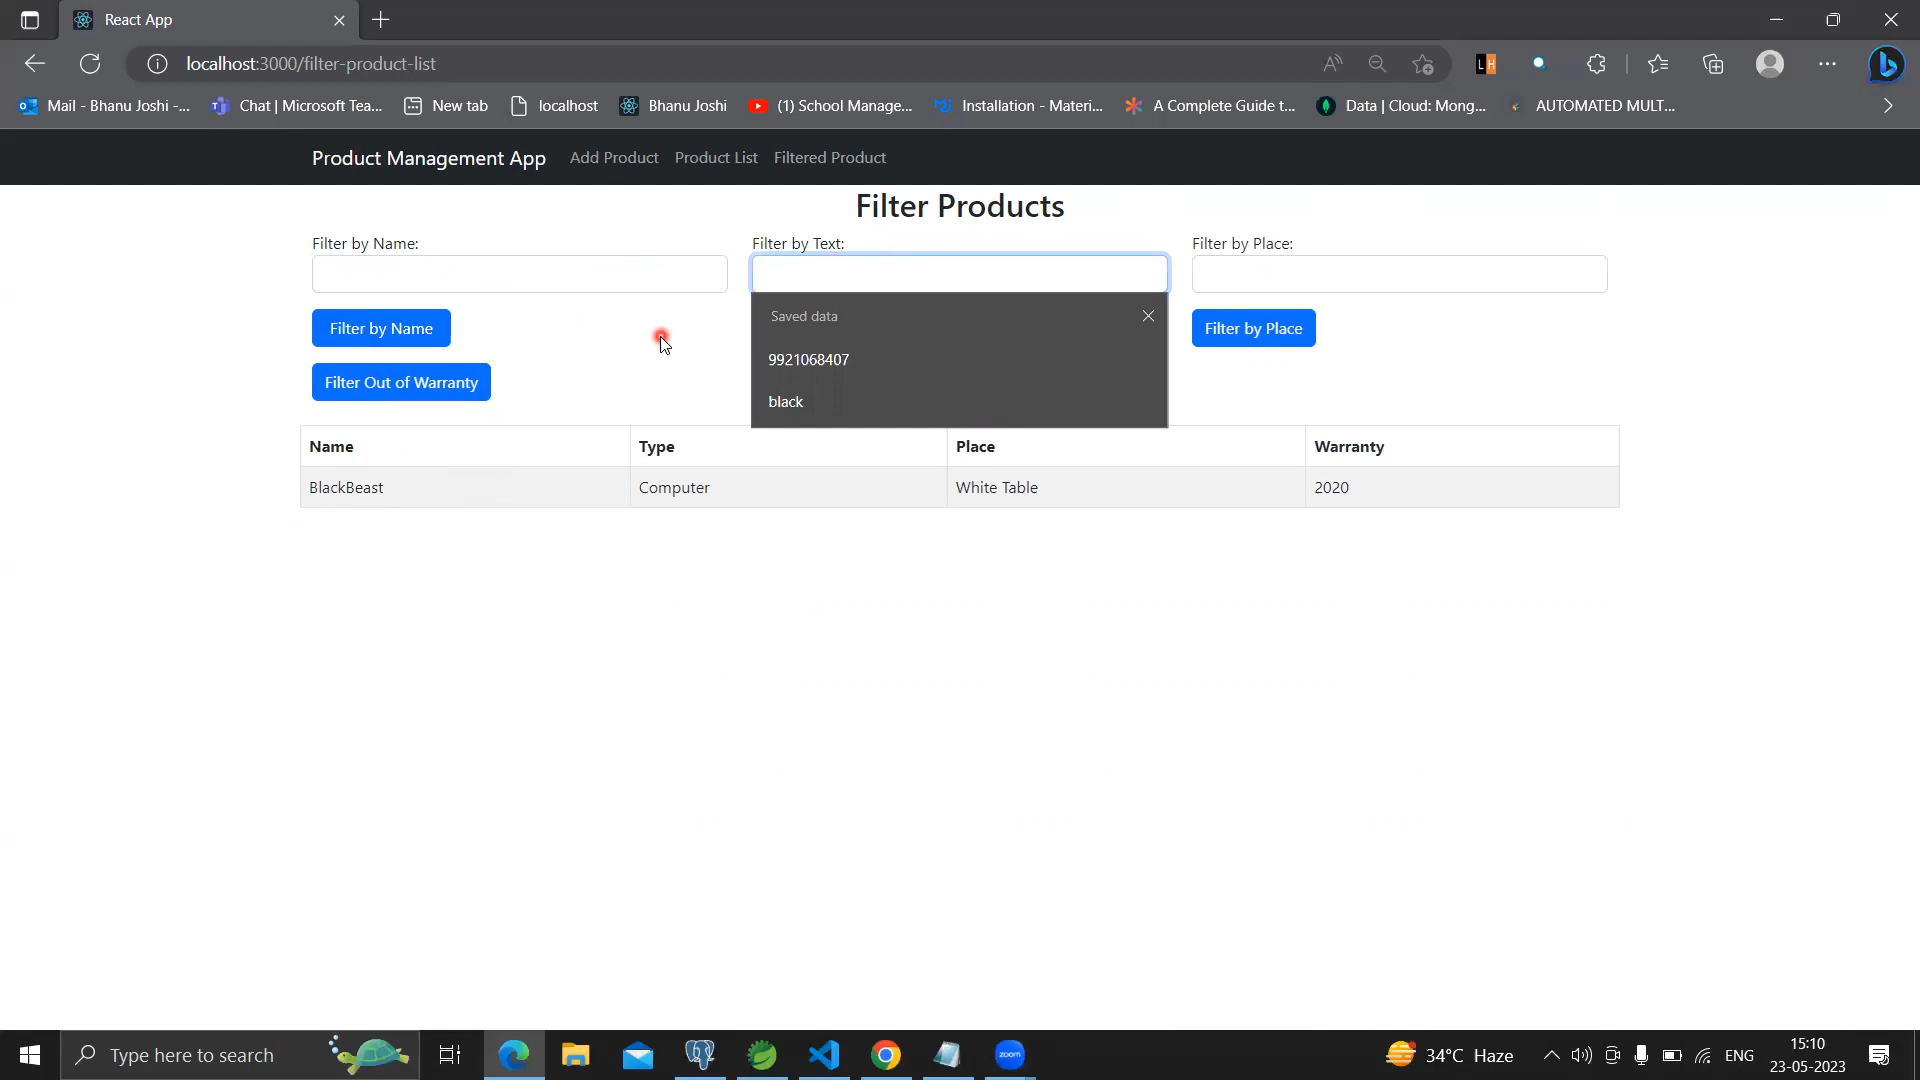 React App
localhost:3000/filter-product-list
LH
Mail - Bhanu Joshi -...
Chat | Microsoft Tea...
New tab
localhost
Bhanu Joshi
(1) School Manage...
Installation - Materi...
A Complete Guide t...
Data | Cloud: Mong...
AUTOMATED MULT...
Product Management App
Add Product
Product List
Filtered Product
Filter Products
Filter by Name:
Filter by Text:
Filter by Place:
Saved data
9921068407
black
Filter by Name
Filter by Place
Filter Out of Warranty
Name Type Place Warranty
BlackBeast Computer White Table 2020
Type here to search
zoom
34°C Haze
ENG
15:10
23-05-2023